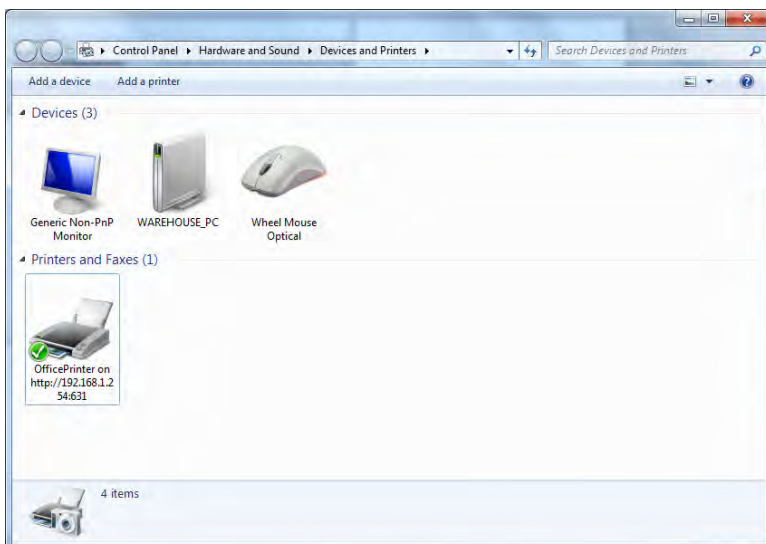 Control Panel ▸ Hardware and Sound ▸ Devices and Printers ▸
Search Devices and Printers
Add a device Add a printer
Devices (3)
Generic Non-PnP
Monitor
WAREHOUSE_PC
Wheel Mouse
Optical
Printers and Faxes (1)
OfficePrinter on
http://192.168.1.2
54:631
4 items